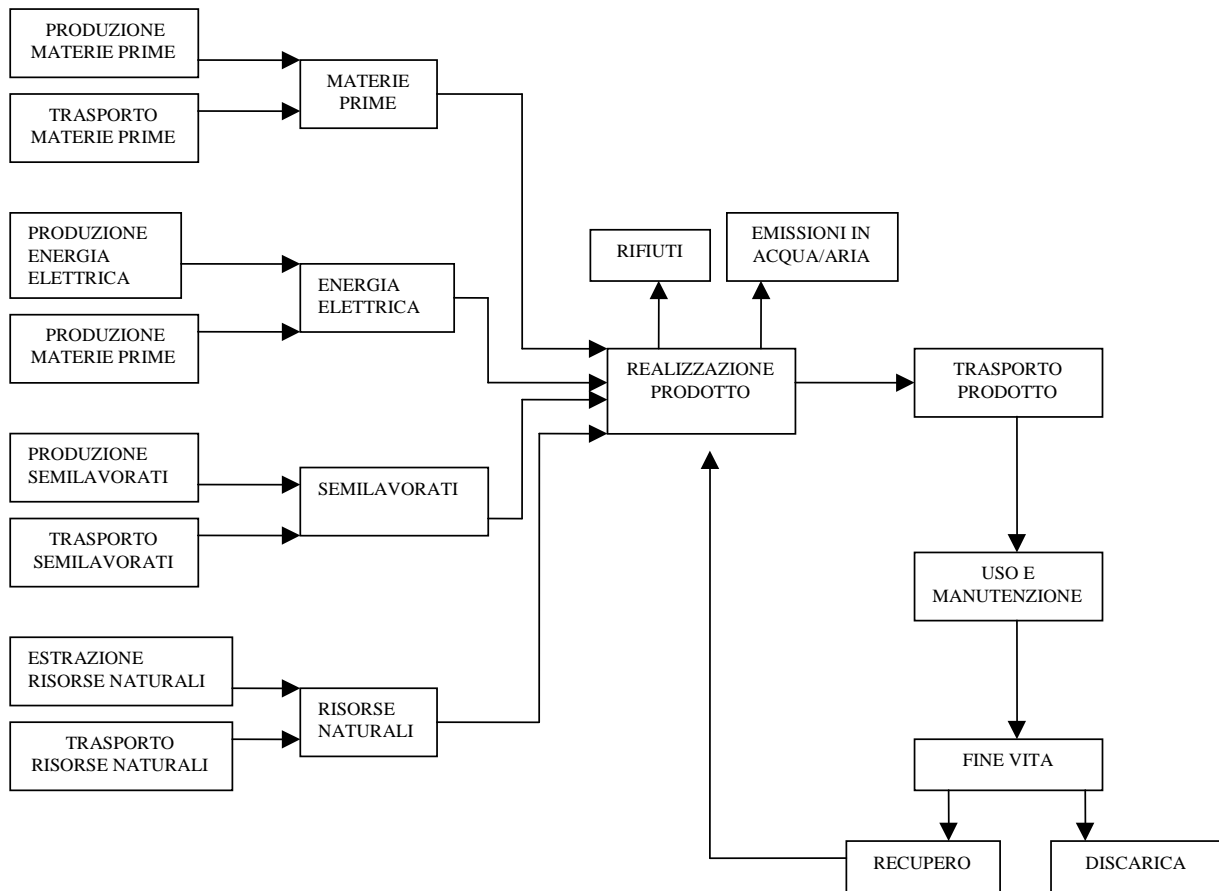 PRODUZIONE
MATERIE PRIME
TRASPORTO
MATERIE PRIME
MATERIE
PRIME
PRODUZIONE
ENERGIA
ELETTRICA
PRODUZIONE
MATERIE PRIME
ENERGIA
ELETTRICA
RIFIUTI
EMISSIONI IN
ACQUA/ARIA
REALIZZAZIONE
PRODOTTO
TRASPORTO
PRODOTTO
PRODUZIONE
SEMILAVORATI
TRASPORTO
SEMILAVORATI
SEMILAVORATI
USO E
MANUTENZIONE
ESTRAZIONE
RISORSE NATURALI
TRASPORTO
RISORSE NATURALI
RISORSE
NATURALI
FINE VITA
RECUPERO
DISCARICA